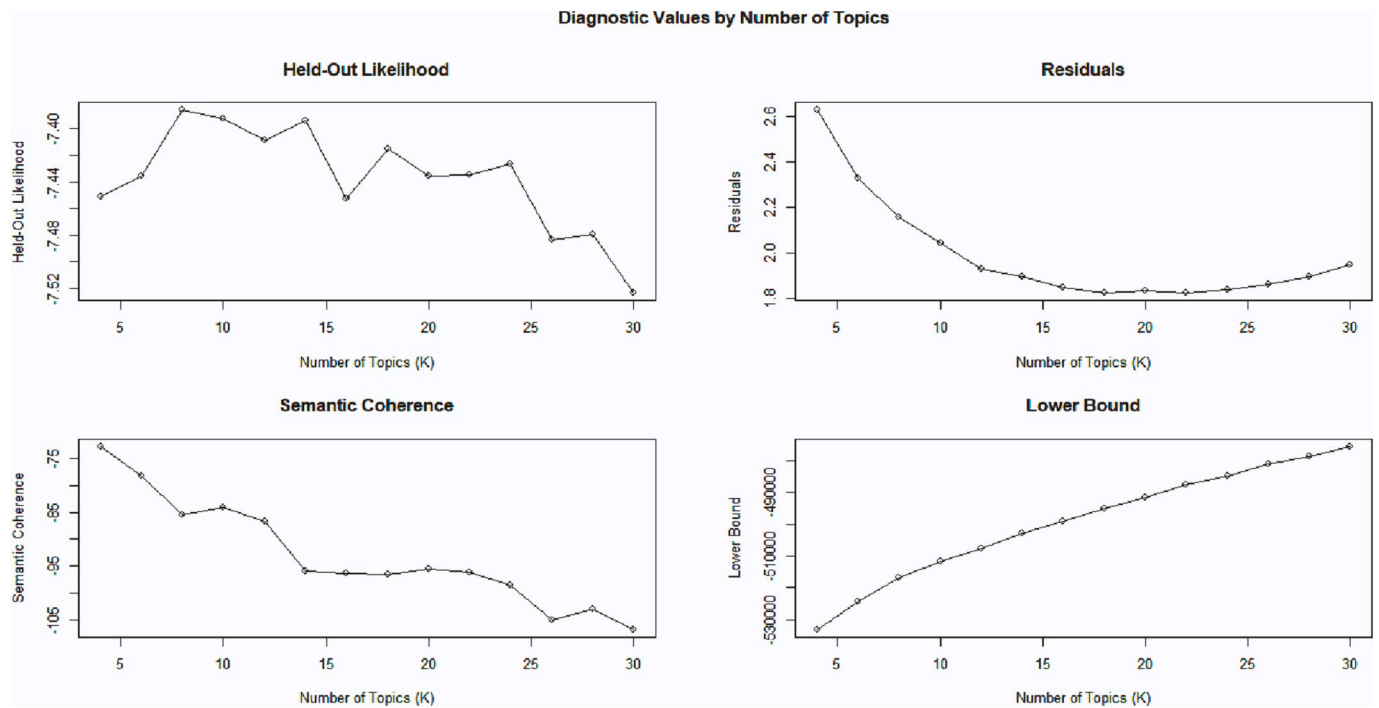 Diagnostic Values by Number of Topics
Held-Out Likelihood
Held-Out Likelihood
-7.40
-7.44
-7.48
-7.52
5 10 15 20 25 30
Number of Topics (K)
Residuals
Residuals
2.6
2.4
2.2
2.0
1.8
5 10 15 20 25 30
Number of Topics (K)
Semantic Coherence
Semantic Coherence
-75
-85
-95
-105
5 10 15 20 25 30
Number of Topics (K)
Lower Bound
Lower Bound
-490000
-510000
-530000
5 10 15 20 25 30
Number of Topics (K)